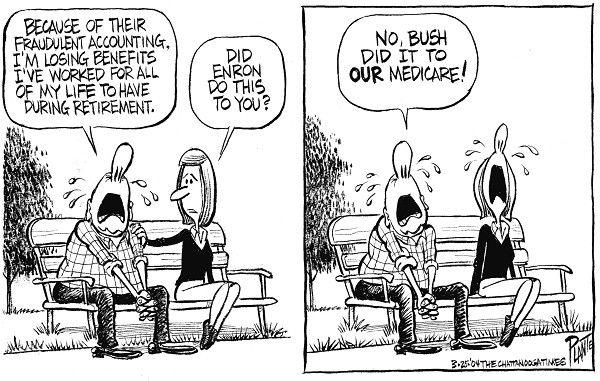 BECAUSE OF THEIR
FRAUDULENT ACCOUNTING,
I'M LOSING BENEFITS
I'VE WORKED FOR ALL
OF MY LIFE TO HAVE
DURING RETIREMENT.
DID
ENRON
DO THIS
TO YOU?
NO, BUSH
DID IT TO
OUR MEDICARE!
3-25-'04 THE CHATTANOOGA TIMES
PLANTE